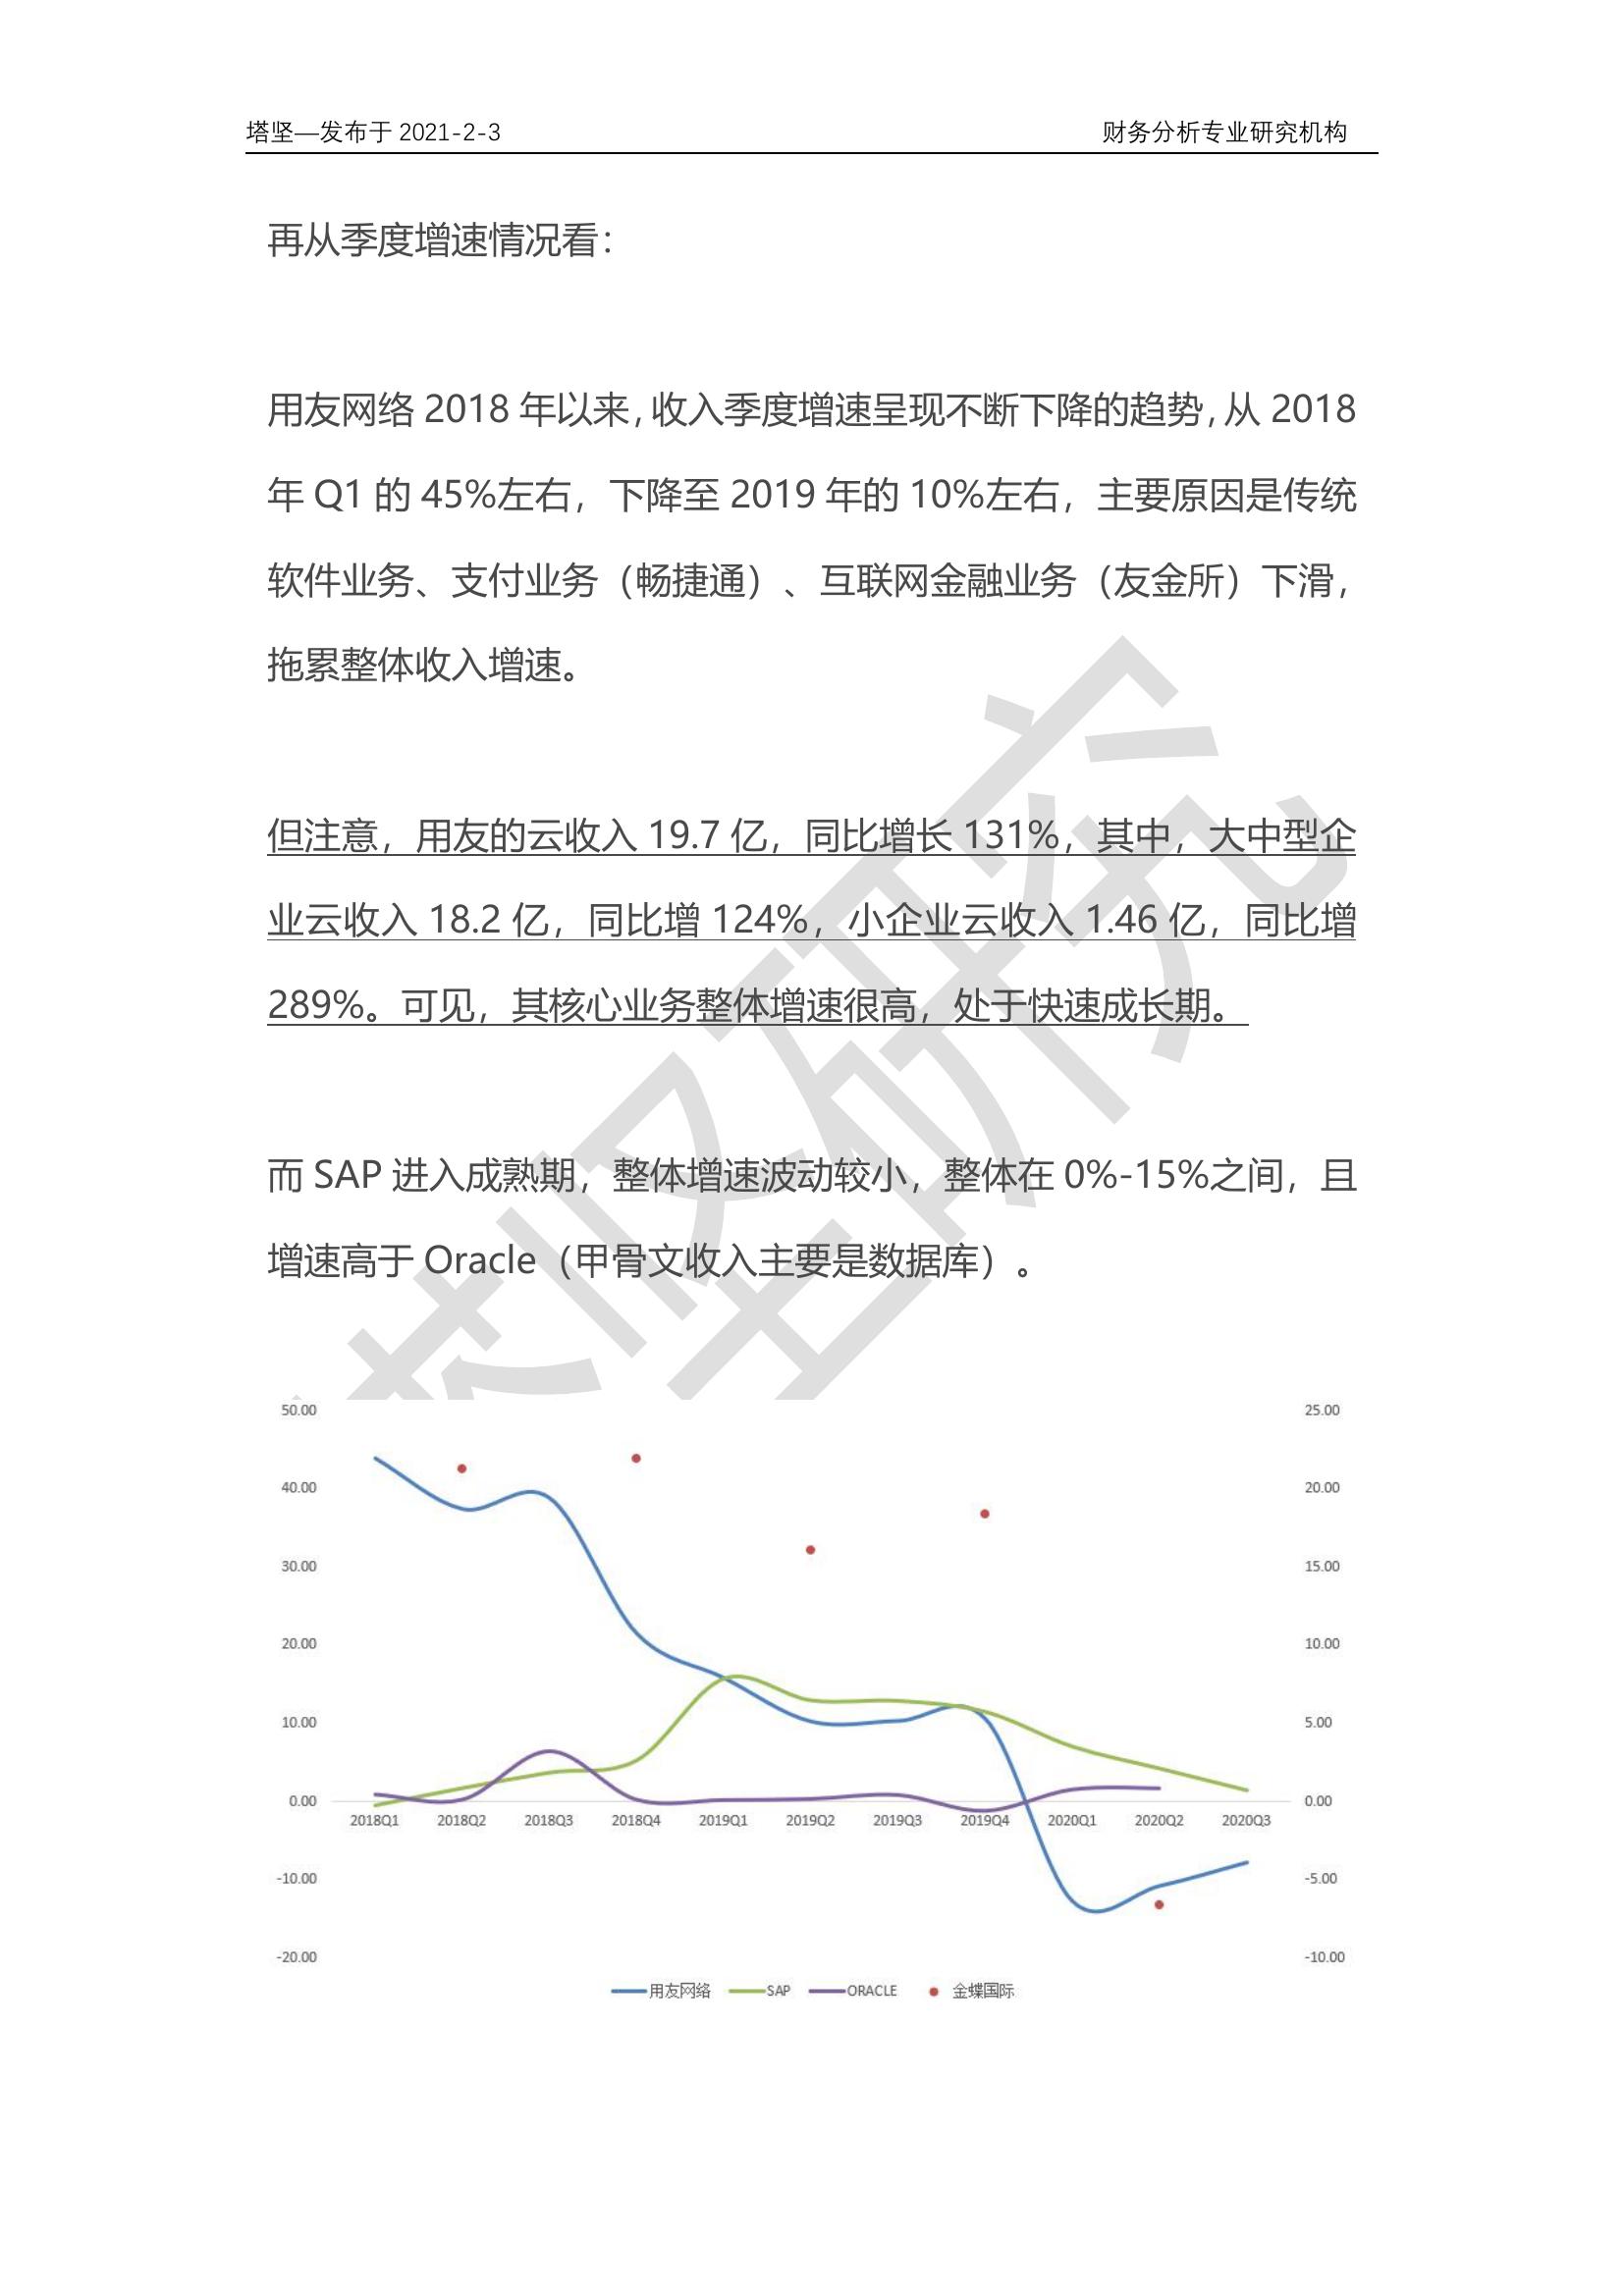 塔坚—发布于 2021-2-3 财务分析专业研究机构
再从季度增速情况看：
用友网络 2018 年以来，收入季度增速呈现不断下降的趋势，从 2018
年 Q1 的 45%左右，下降至 2019 年的 10%左右，主要原因是传统
软件业务、支付业务（畅捷通）、互联网金融业务（友金所）下滑，
拖累整体收入增速。
但注意，用友的云收入 19.7 亿，同比增长 131%，其中，大中型企
业云收入 18.2 亿，同比增 124%，小企业云收入 1.46 亿，同比增
289%。可见，其核心业务整体增速很高，处于快速成长期。
而 SAP 进入成熟期，整体增速波动较小，整体在 0%-15%之间，且
增速高于 Oracle（甲骨文收入主要是数据库）。
塔坚研究
50.00 25.00
40.00 20.00
30.00 15.00
20.00 10.00
10.00 5.00
0.00 0.00
2018Q1 2018Q2 2018Q3 2018Q4 2019Q1 2019Q2 2019Q3 2019Q4 2020Q1 2020Q2 2020Q3
-10.00 -5.00
-20.00 -10.00
用友网络 SAP ORACLE 金蝶国际